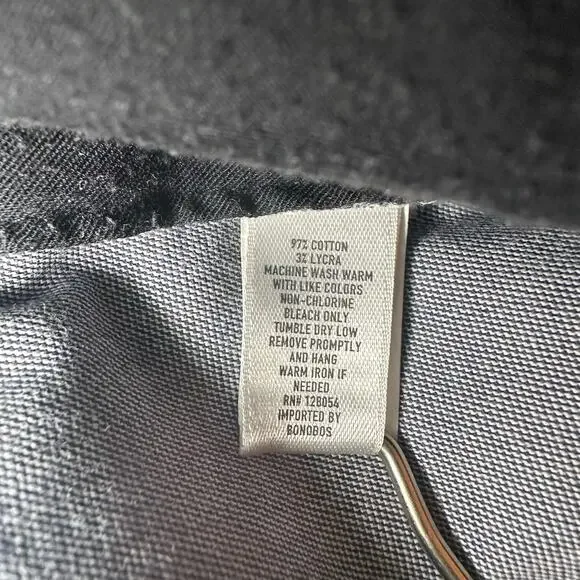 97% COTTON
3% LYCRA
MACHINE WASH WARM
WITH LIKE COLORS
NON-CHLORINE
BLEACH ONLY
TUMBLE DRY LOW
REMOVE PROMPTLY
AND HANG
WARM IRON IF
NEEDED
RN# 128054
IMPORTED BY
BONOBOS